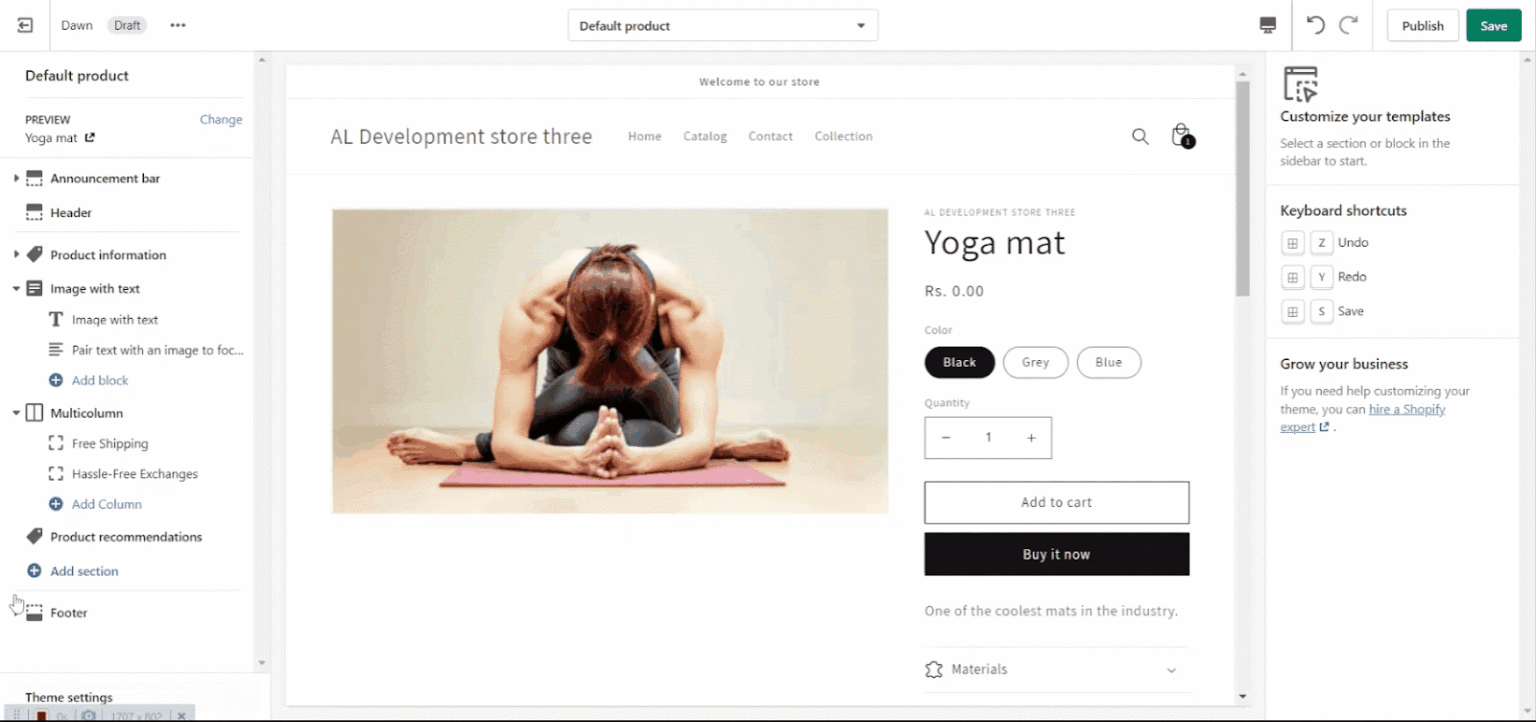 Dawn Draft ••• Default product Publish Save
Default product
PREVIEW Change
Yoga mat
Announcement bar
Header
Product information
Image with text
Image with text
Pair text with an image to foc...
Add block
Multicolumn
Free Shipping
Hassle-Free Exchanges
Add Column
Product recommendations
Add section
Footer
Theme settings
0s 1707 x 802
Welcome to our store
AL Development store three Home Catalog Contact Collection
1
AL DEVELOPMENT STORE THREE
Yoga mat
Rs. 0.00
Color
Black Grey Blue
Quantity
− 1 +
Add to cart
Buy it now
One of the coolest mats in the industry.
Materials
Customize your templates
Select a section or block in the
sidebar to start.
Keyboard shortcuts
Z Undo
Y Redo
S Save
Grow your business
If you need help customizing your
theme, you can hire a Shopify
expert .